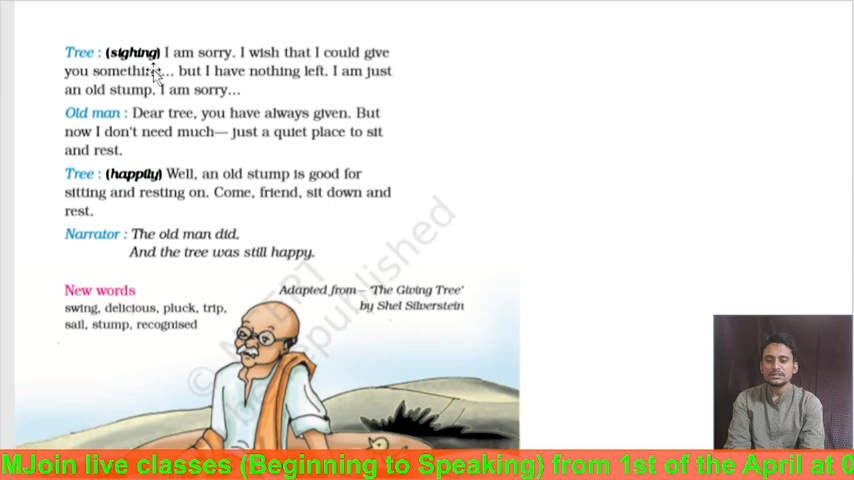 Tree : (sighing) I am sorry. I wish that I could give
you somethin... but I have nothing left. I am just
an old stump. I am sorry...
Old man : Dear tree, you have always given. But
now I don't need much— just a quiet place to sit
and rest.
Tree : (happily) Well, an old stump is good for
sitting and resting on. Come, friend, sit down and
rest.
Narrator : The old man did.
And the tree was still happy.
New words
swing, delicious, pluck, trip,
sail, stump, recognised
Adapted from – 'The Giving Tree'
by Shel Silverstein
MJoin live classes (Beginning to Speaking) from 1st of the April at 0